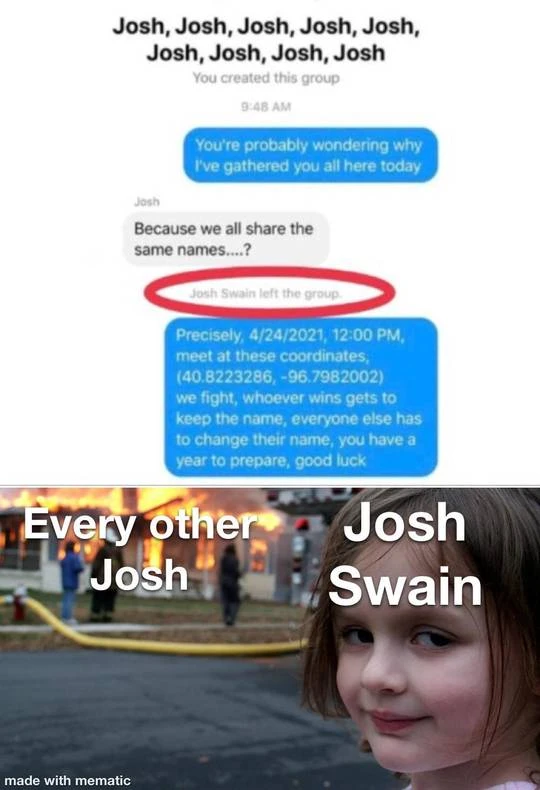 Josh, Josh, Josh, Josh, Josh,
Josh, Josh, Josh, Josh
You created this group
9:48 AM
You're probably wondering why
I've gathered you all here today
Josh
Because we all share the
same names....?
Josh Swain left the group.
Precisely, 4/24/2021, 12:00 PM,
meet at these coordinates,
(40.8223286, -96.7982002)
we fight, whoever wins gets to
keep the name, everyone else has
to change their name, you have a
year to prepare, good luck
Every other
Josh
Josh
Swain
made with mematic